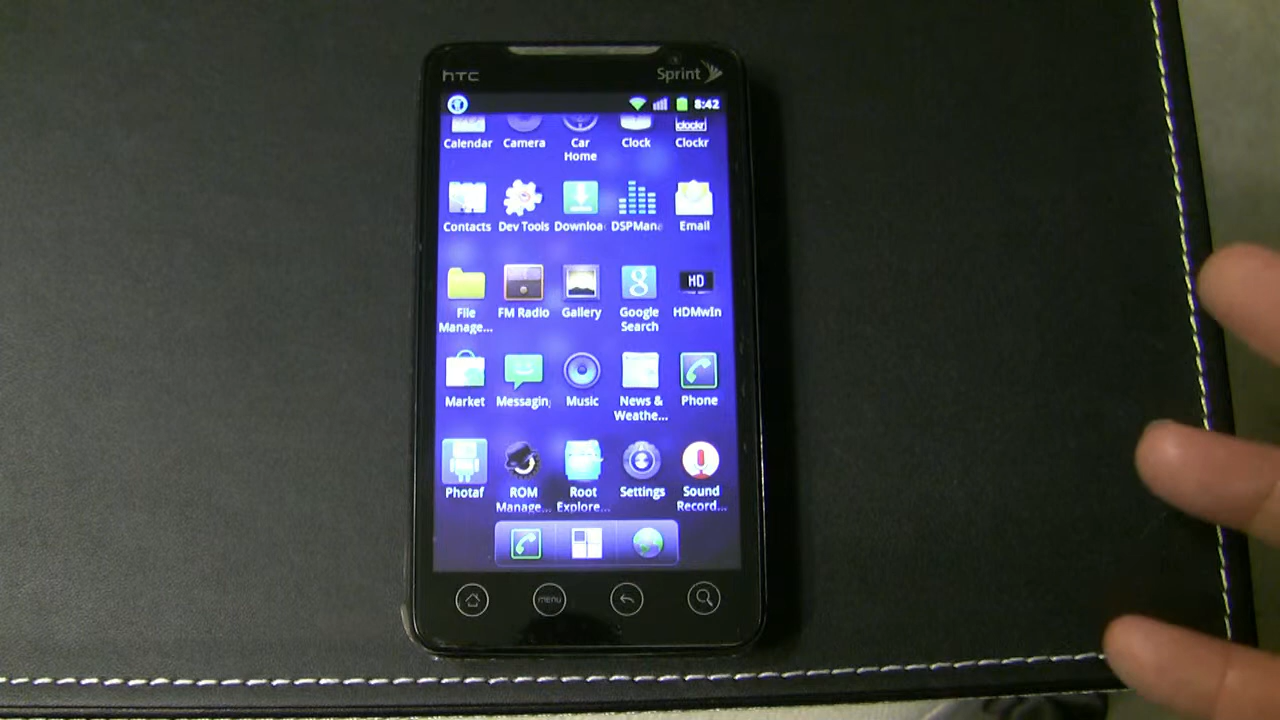 hTC
Sprint
8:42
Calendar Camera Car Home Clock Clockr
clockr
Contacts Dev Tools Downloa DSPMana Email
HD
File Manage... FM Radio Gallery Google Search HDMwIn
Market Messagin Music News & Weathe... Phone
Photaf ROM Manage... Root Explore... Settings Sound Record...
menu